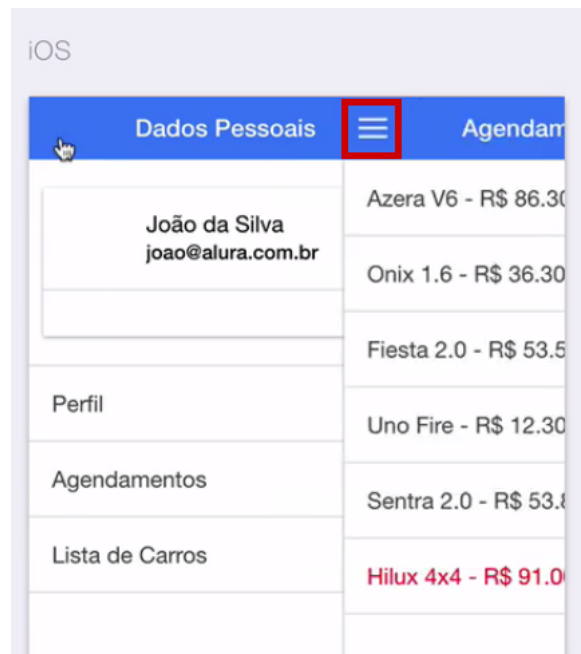 iOS
Dados Pessoais
João da Silva
joao@alura.com.br
Perfil
Agendamentos
Lista de Carros
Agendam
Azera V6 - R$ 86.30
Onix 1.6 - R$ 36.30
Fiesta 2.0 - R$ 53.5
Uno Fire - R$ 12.30
Sentra 2.0 - R$ 53.8
Hilux 4x4 - R$ 91.0